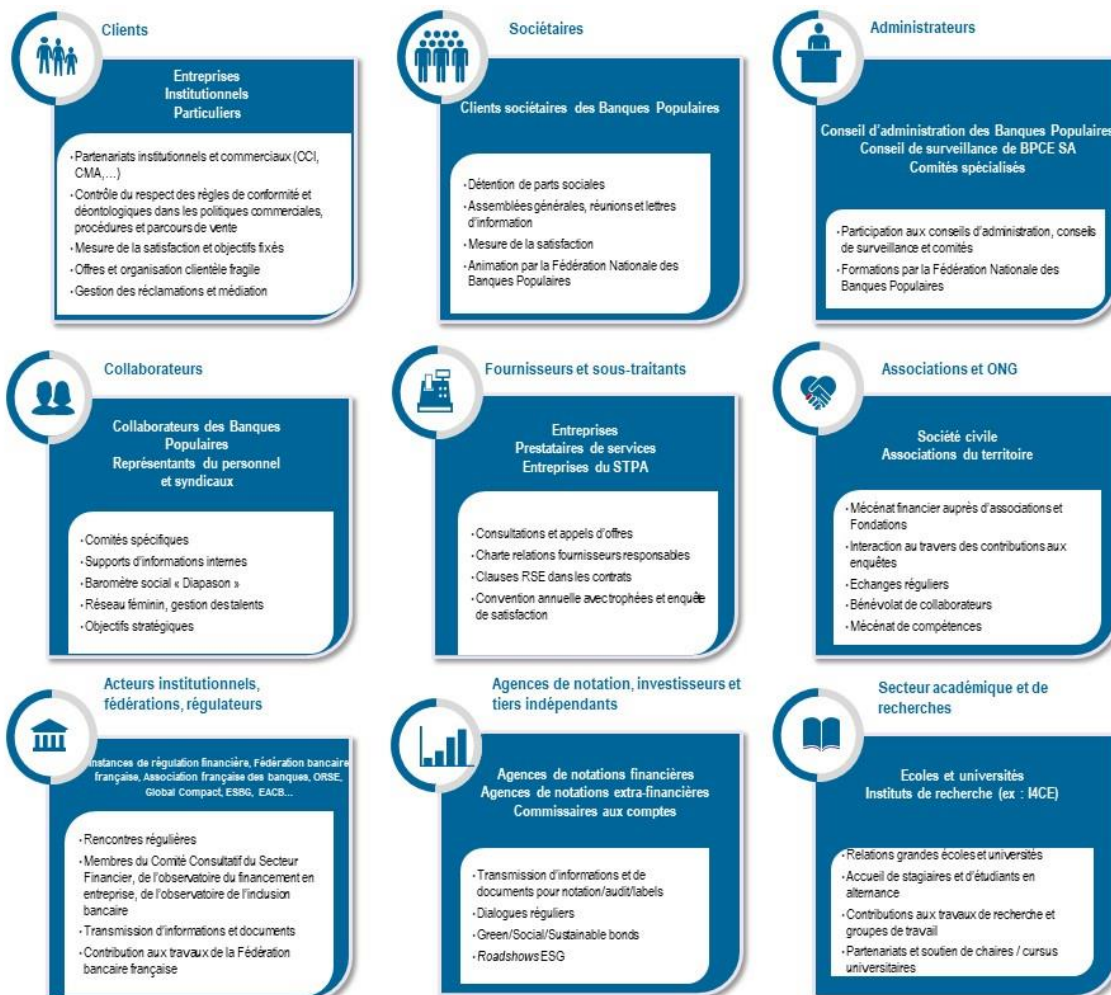 Clients
Entreprises
Institutionnels
Particuliers
•Partenariats institutionnels et commerciaux (CCI,
CMA,…)
•Contrôle du respect des règles de conformité et
déontologiques dans les politiques commerciales,
procédures et parcours de vente
•Mesure de la satisfaction et objectifs fixés
•Offres et organisation clientèle fragile
•Gestion des réclamations et médiation
Sociétaires
Clients sociétaires des Banques Populaires
•Détention de parts sociales
•Assemblées générales, réunions et lettres
d'information
•Mesure de la satisfaction
•Animation par la Fédération Nationale des
Banques Populaires
Administrateurs
Conseil d'administration des Banques Populaires
Conseil de surveillance de BPCE SA
Comités spécialisés
•Participation aux conseils d'administration, conseils
de surveillance et comités
•Formations par la Fédération Nationale des
Banques Populaires
Collaborateurs
Collaborateurs des Banques
Populaires
Représentants du personnel
et syndicaux
•Comités spécifiques
•Supports d'informations internes
•Baromètre social « Diapason »
•Réseau féminin, gestion des talents
•Objectifs stratégiques
Fournisseurs et sous-traitants
Entreprises
Prestataires de services
Entreprises du STPA
•Consultations et appels d'offres
•Charte relations fournisseurs responsables
•Clauses RSE dans les contrats
•Convention annuelle avec trophées et enquête
de satisfaction
Associations et ONG
Société civile
Associations du territoire
•Mécénat financier auprès d'associations et
Fondations
•Interaction au travers des contributions aux
enquêtes
•Echanges réguliers
•Bénévolat de collaborateurs
•Mécénat de compétences
Acteurs institutionnels,
fédérations, régulateurs
Instances de régulation financière, Fédération bancaire
française, Association française des banques, ORSE,
Global Compact, ESBG, EACB...
•Rencontres régulières
•Membres du Comité Consultatif du Secteur
Financier, de l'observatoire du financement en
entreprise, de l'observatoire de l'inclusion
bancaire
•Transmission d'informations et documents
•Contribution aux travaux de la Fédération
bancaire française
Agences de notation, investisseurs et
tiers indépendants
Agences de notations financières
Agences de notations extra-financières
Commissaires aux comptes
•Transmission d'informations et de
documents pour notation/audit/labels
•Dialogues réguliers
•Green/Social/Sustainable bonds
•Roadshows ESG
Secteur académique et de
recherches
Ecoles et universités
Instituts de recherche (ex : I4CE)
•Relations grandes écoles et universités
•Accueil de stagiaires et d'étudiants en
alternance
•Contributions aux travaux de recherche et
groupes de travail
•Partenariats et soutien de chaires / cursus
universitaires